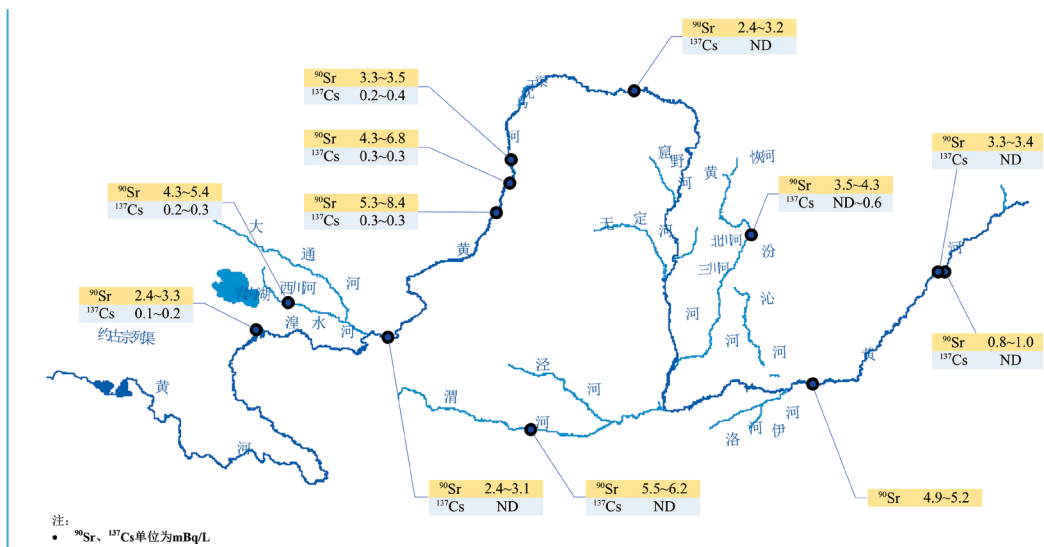 ⁹⁰Sr 2.4~3.2
¹³⁷Cs ND
⁹⁰Sr 3.3~3.5
¹³⁷Cs 0.2~0.4
⁹⁰Sr 4.3~6.8
¹³⁷Cs 0.3~0.3
⁹⁰Sr 3.3~3.4
¹³⁷Cs ND
⁹⁰Sr 4.3~5.4
¹³⁷Cs 0.2~0.3
⁹⁰Sr 5.3~8.4
¹³⁷Cs 0.3~0.3
⁹⁰Sr 3.5~4.3
¹³⁷Cs ND~0.6
河
窟野河
黄
恢河
无定河
北川河
汾
三川河
河
大通河
黄
西川河
湟水河
⁹⁰Sr 2.4~3.3
¹³⁷Cs 0.1~0.2
约古宗列渠
沁
河
河
河
黄
⁹⁰Sr 0.8~1.0
¹³⁷Cs ND
黄
河
渭
河
泾
河
洛河
伊
河
⁹⁰Sr 2.4~3.1
¹³⁷Cs ND
⁹⁰Sr 5.5~6.2
¹³⁷Cs ND
⁹⁰Sr 4.9~5.2
注：
• ⁹⁰Sr、¹³⁷Cs单位为mBq/L